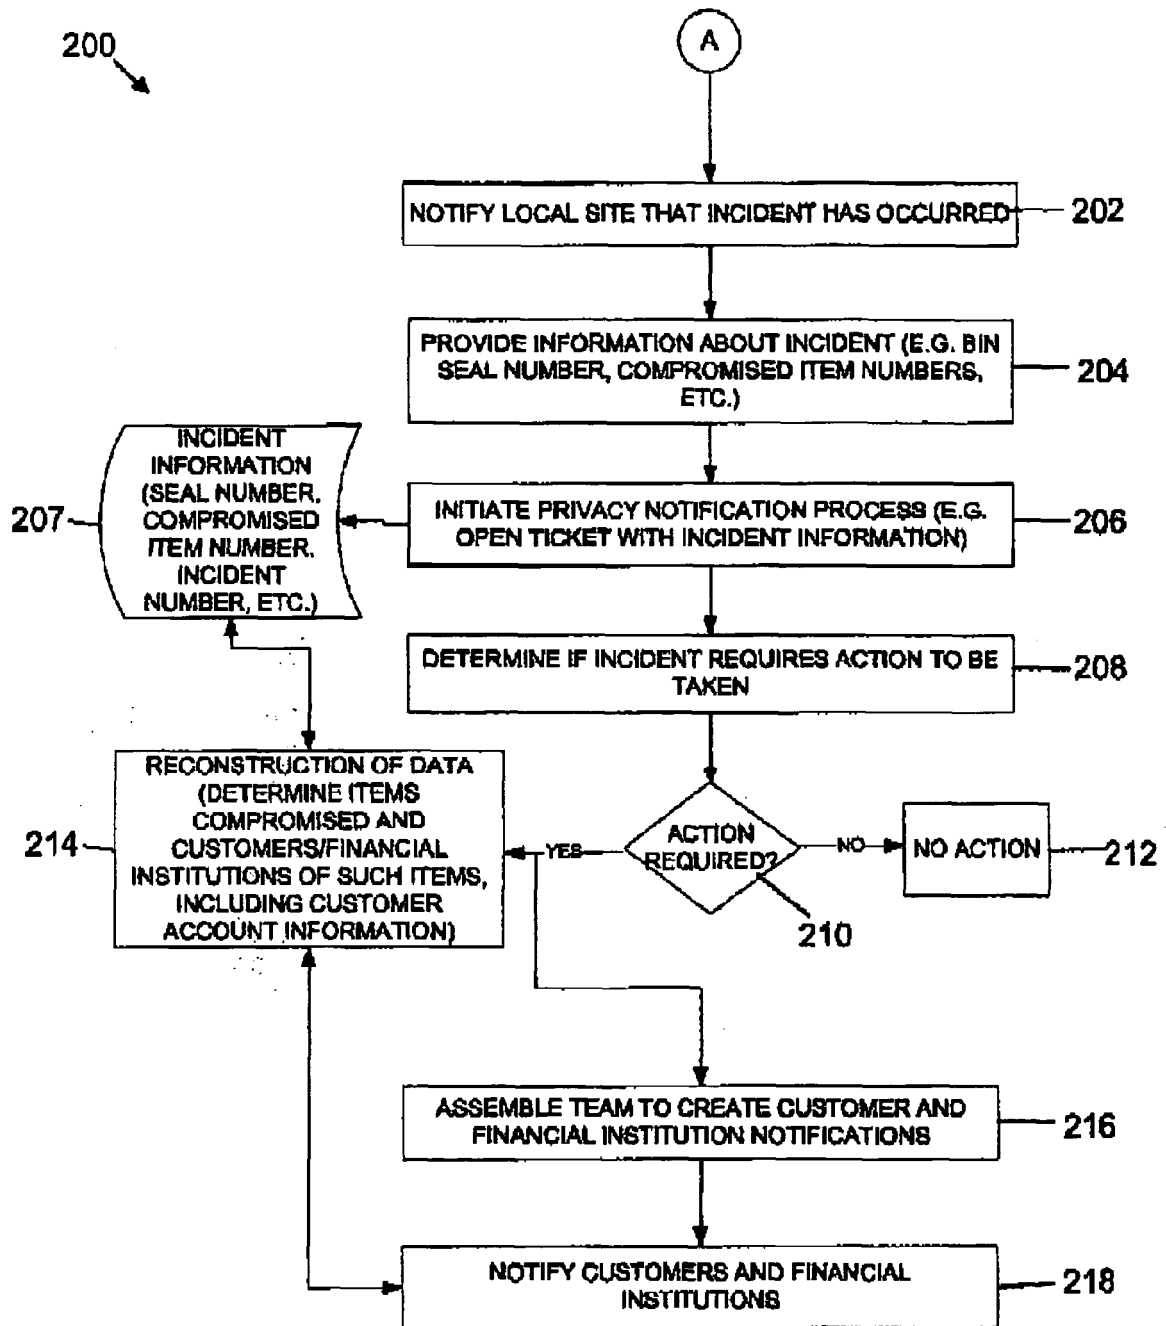 200
A
NOTIFY LOCAL SITE THAT INCIDENT HAS OCCURRED
202
PROVIDE INFORMATION ABOUT INCIDENT (E.G. BIN
SEAL NUMBER, COMPROMISED ITEM NUMBERS,
ETC.)
204
INCIDENT
INFORMATION
(SEAL NUMBER,
COMPROMISED
ITEM NUMBER,
INCIDENT
NUMBER, ETC.)
207
INITIATE PRIVACY NOTIFICATION PROCESS (E.G.
OPEN TICKET WITH INCIDENT INFORMATION)
206
DETERMINE IF INCIDENT REQUIRES ACTION TO BE
TAKEN
208
RECONSTRUCTION OF DATA
(DETERMINE ITEMS
COMPROMISED AND
CUSTOMERS/FINANCIAL
INSTITUTIONS OF SUCH ITEMS,
INCLUDING CUSTOMER
ACCOUNT INFORMATION)
214
YES
ACTION
REQUIRED?
210
NO
NO ACTION
212
ASSEMBLE TEAM TO CREATE CUSTOMER AND
FINANCIAL INSTITUTION NOTIFICATIONS
216
NOTIFY CUSTOMERS AND FINANCIAL
INSTITUTIONS
218